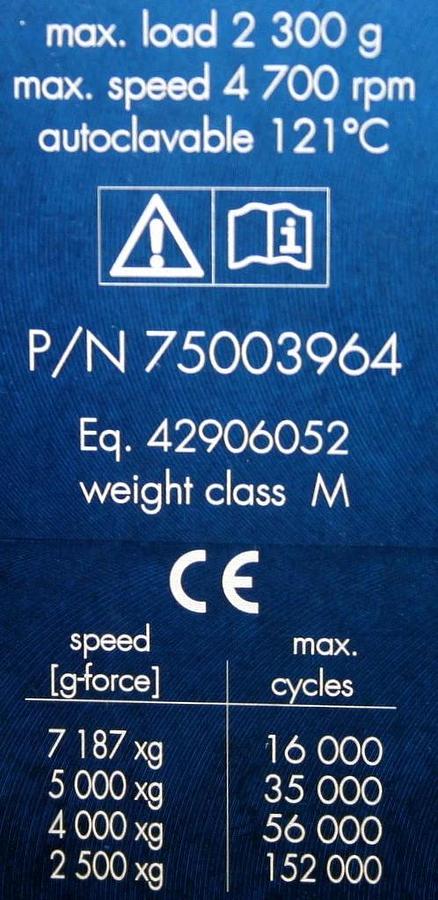 max. load 2 300 g
max. speed 4 700 rpm
autoclavable 121°C
i
P/N 75003964
Eq. 42906052
weight class M
CE
speed max.
[g-force] cycles
7 187 xg 16 000
5 000 xg 35 000
4 000 xg 56 000
2 500 xg 152 000